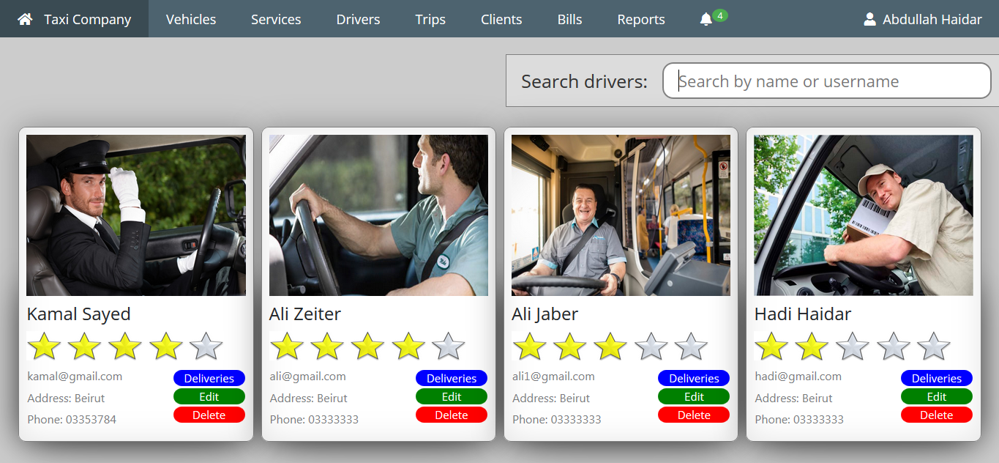 Taxi Company Vehicles Services Drivers Trips Clients Bills Reports 4 Abdullah Haidar
Search drivers: Search by name or username
Kamal Sayed
kamal@gmail.com
Address: Beirut
Phone: 03353784
Deliveries
Edit
Delete
Ali Zeiter
ali@gmail.com
Address: Beirut
Phone: 03333333
Deliveries
Edit
Delete
Ali Jaber
ali1@gmail.com
Address: Beirut
Phone: 03333333
Deliveries
Edit
Delete
Hadi Haidar
hadi@gmail.com
Address: Beirut
Phone: 03333333
Deliveries
Edit
Delete